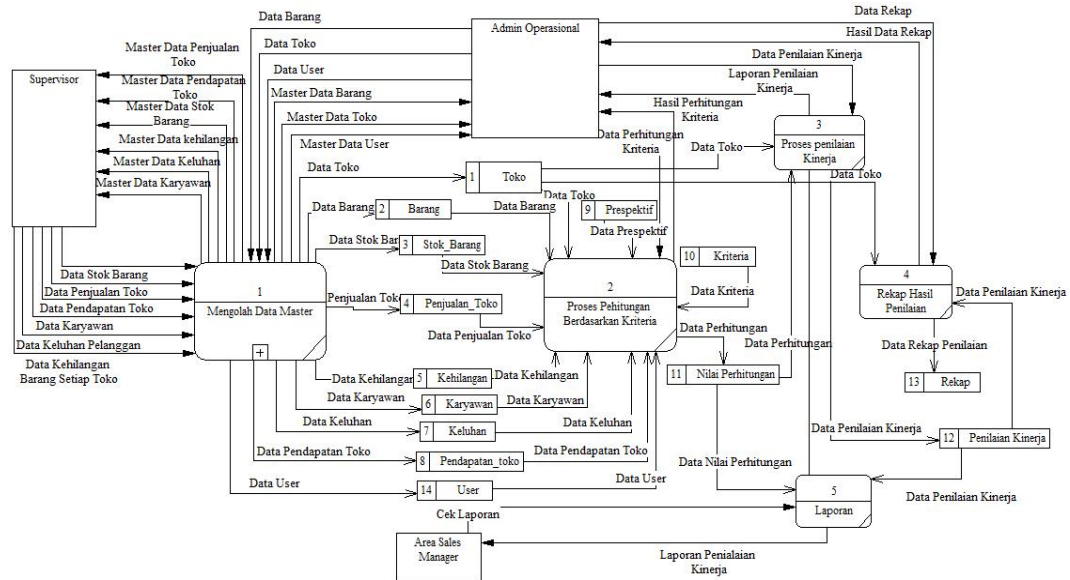 Data Barang
Data Toko
Data User
Master Data Barang
Master Data Toko
Master Data User
Admin Operasional
Data Rekap
Hasil Data Rekap
Data Penilaian Kinerja
Laporan Penilaian
Kinerja
Hasil Perhitungan
Kriteria
Data Perhitungan
Kriteria
Master Data Penjualan
Toko
Master Data Pendapatan
Toko
Master Data Stok
Barang
Master Data kehilangan
Master Data Keluhan
Master Data Karyawan
Supervisor
3
Proses penilaian
Kinerja
Data Toko
Data Toko
Data Toko
1 Toko
Data Toko
Data Barang
2 Barang
Data Barang
9 Prespektif
Data Prespektif
Data Stok Bar
3 Stok_Barang
Data Stok Barang
10 Kriteria
Data Kriteria
Data Stok Barang
Data Penjualan Toko
Data Pendapatan Toko
Data Karyawan
Data Keluhan Pelanggan
Data Kehilangan
Barang Setiap Toko
1
Mengolah Data Master
+
Penjualan Toko
4 Penjualan_Toko
Data Penjualan Toko
2
Proses Pehitungan
Berdasarkan Kriteria
4
Rekap Hasil
Penilaian
Data Penilaian Kinerja
Data Perhitungan
Data Perhitungan
Data Rekap Penilaian
13 Rekap
11 Nilai Perhitungan
Data Kehilangan
5 Kehilangan
Data Kehilangan
Data Karyawan
6 Karyawan
Data Karyawan
Data Keluhan
7 Keluhan
Data Keluhan
Data Penilaian Kinerja
12 Penilaian Kinerja
Data Pendapatan Toko
8 Pendapatan_toko
Data Pendapatan Toko
Data Nilai Perhitungan
Data User
14 User
Data User
5
Laporan
Data Penilaian Kinerja
Cek Laporan
Area Sales
Manager
Laporan Penialaian
Kinerja